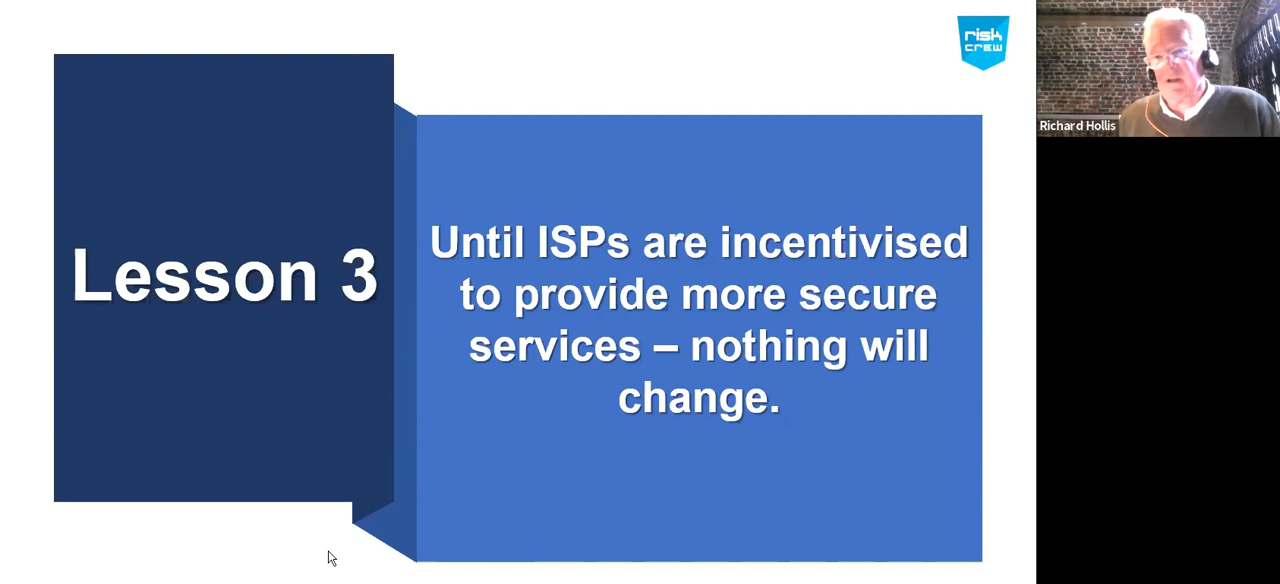 risk
crew
Richard Hollis
Lesson 3
Until ISPs are incentivised
to provide more secure
services – nothing will
change.